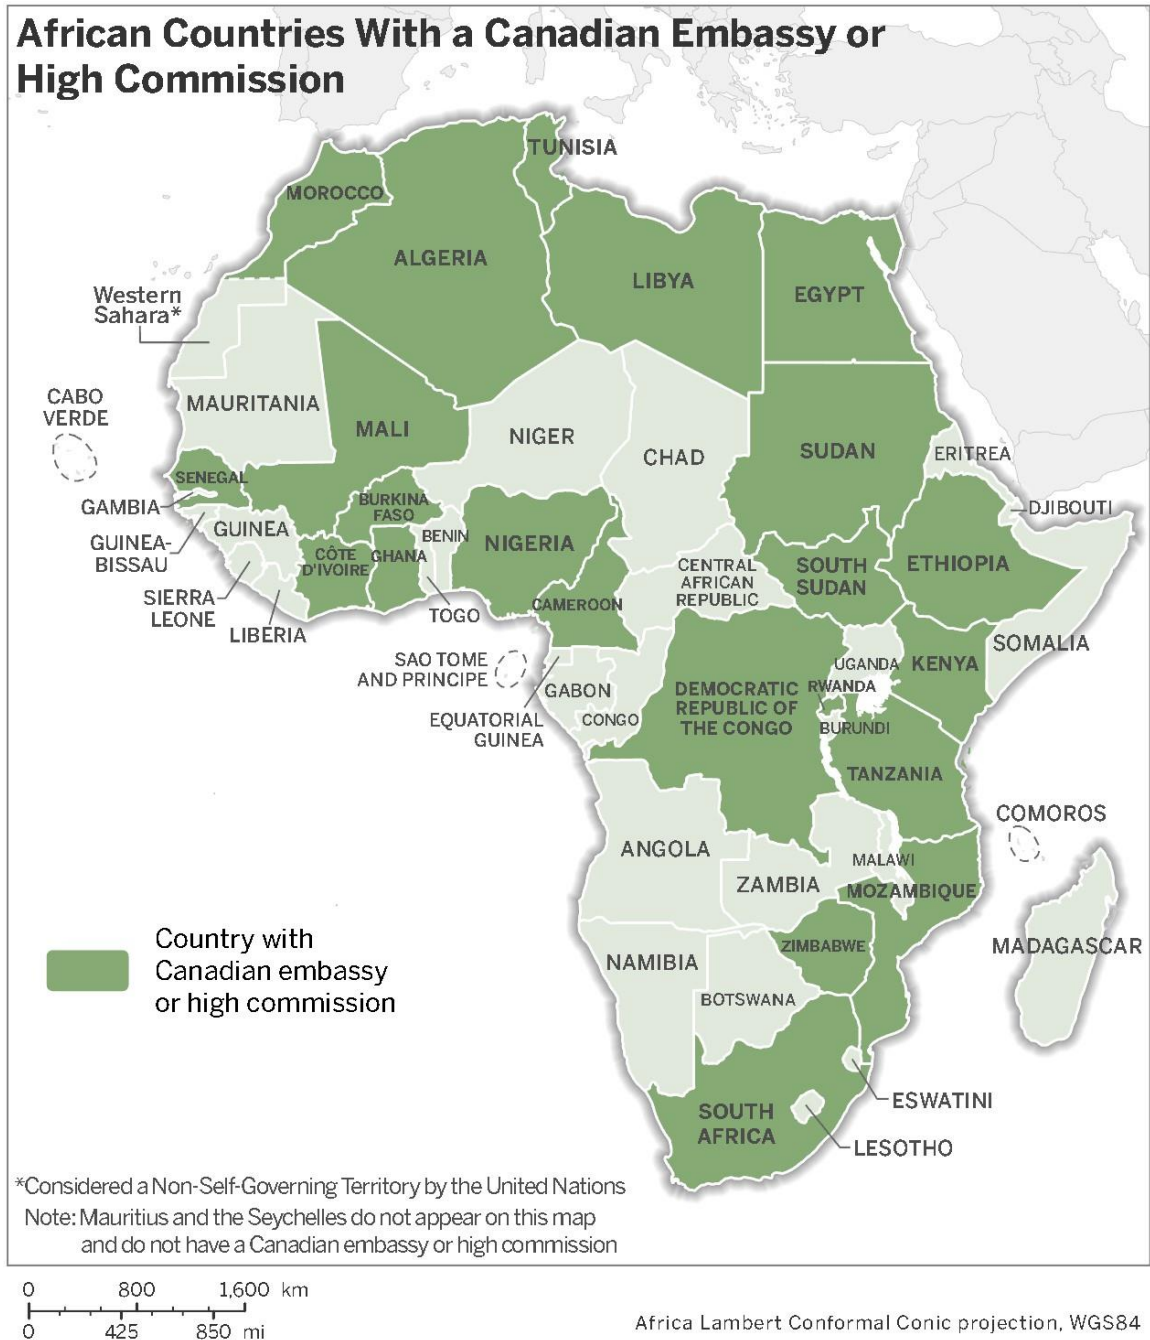 African Countries With a Canadian Embassy or
High Commission
TUNISIA
MOROCCO
ALGERIA
LIBYA
EGYPT
Western
Sahara*
CABO
VERDE
MAURITANIA
MALI
NIGER
CHAD
SUDAN
ERITREA
SENEGAL
GAMBIA
BURKINA
FASO
DJIBOUTI
GUINEA
GUINEA-
BISSAU
BENIN
NIGERIA
CÔTE
D'IVOIRE
GHANA
CENTRAL
AFRICAN
REPUBLIC
SOUTH
SUDAN
ETHIOPIA
SIERRA
LEONE
LIBERIA
TOGO
CAMEROON
SOMALIA
SAO TOME
AND PRINCIPE
UGANDA
KENYA
GABON
DEMOCRATIC
REPUBLIC OF
THE CONGO
RWANDA
EQUATORIAL
GUINEA
CONGO
BURUNDI
TANZANIA
COMOROS
ANGOLA
MALAWI
ZAMBIA
MOZAMBIQUE
ZIMBABWE
MADAGASCAR
NAMIBIA
BOTSWANA
Country with
Canadian embassy
or high commission
ESWATINI
SOUTH
AFRICA
LESOTHO
*Considered a Non-Self-Governing Territory by the United Nations
Note: Mauritius and the Seychelles do not appear on this map
and do not have a Canadian embassy or high commission
0 800 1,600 km
0 425 850 mi
Africa Lambert Conformal Conic projection, WGS84